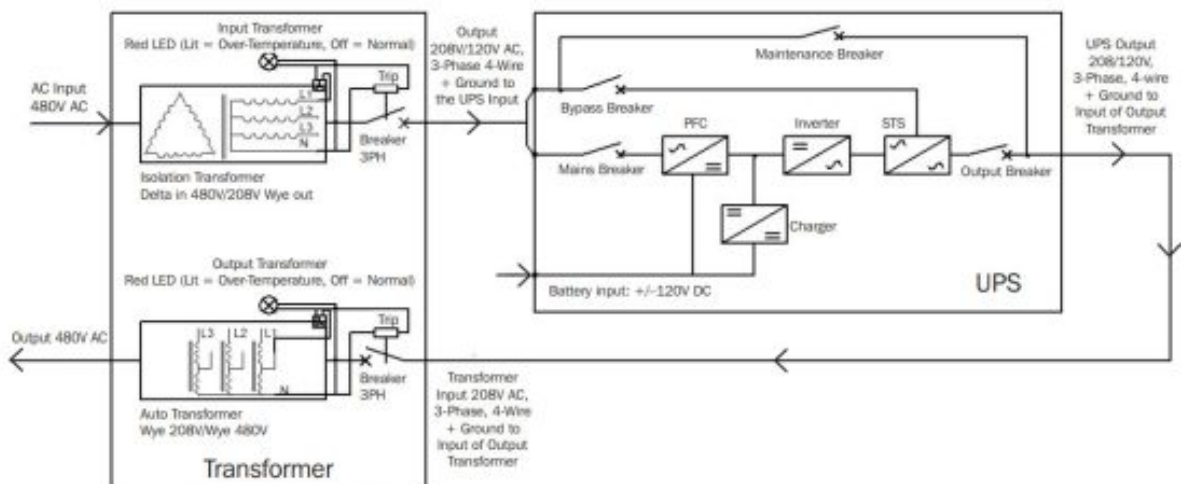 Input Transformer
Red LED (Lit = Over-Temperature, Off = Normal)
AC Input
480V AC
Trip
L1
L2
L3
N
Breaker
3PH
Isolation Transformer
Delta in 480V/208V Wye out
Output
208V/120V AC,
3-Phase 4-Wire
+ Ground to
the UPS Input
Maintenance Breaker
Bypass Breaker
PFC
Inverter
STS
Mains Breaker
Output Breaker
Charger
Battery input: +/-120V DC
UPS
UPS Output
208/120V,
3-Phase, 4-wire
+ Ground to
Input of Output
Transformer
Output Transformer
Red LED (Lit = Over-Temperature, Off = Normal)
Output 480V AC
Trip
L3
L2
L1
N
Breaker
3PH
Auto Transformer
Wye 208V/Wye 480V
Transformer
Input 208V AC,
3-Phase, 4-Wire
+ Ground to
Input of Output
Transformer
Transformer